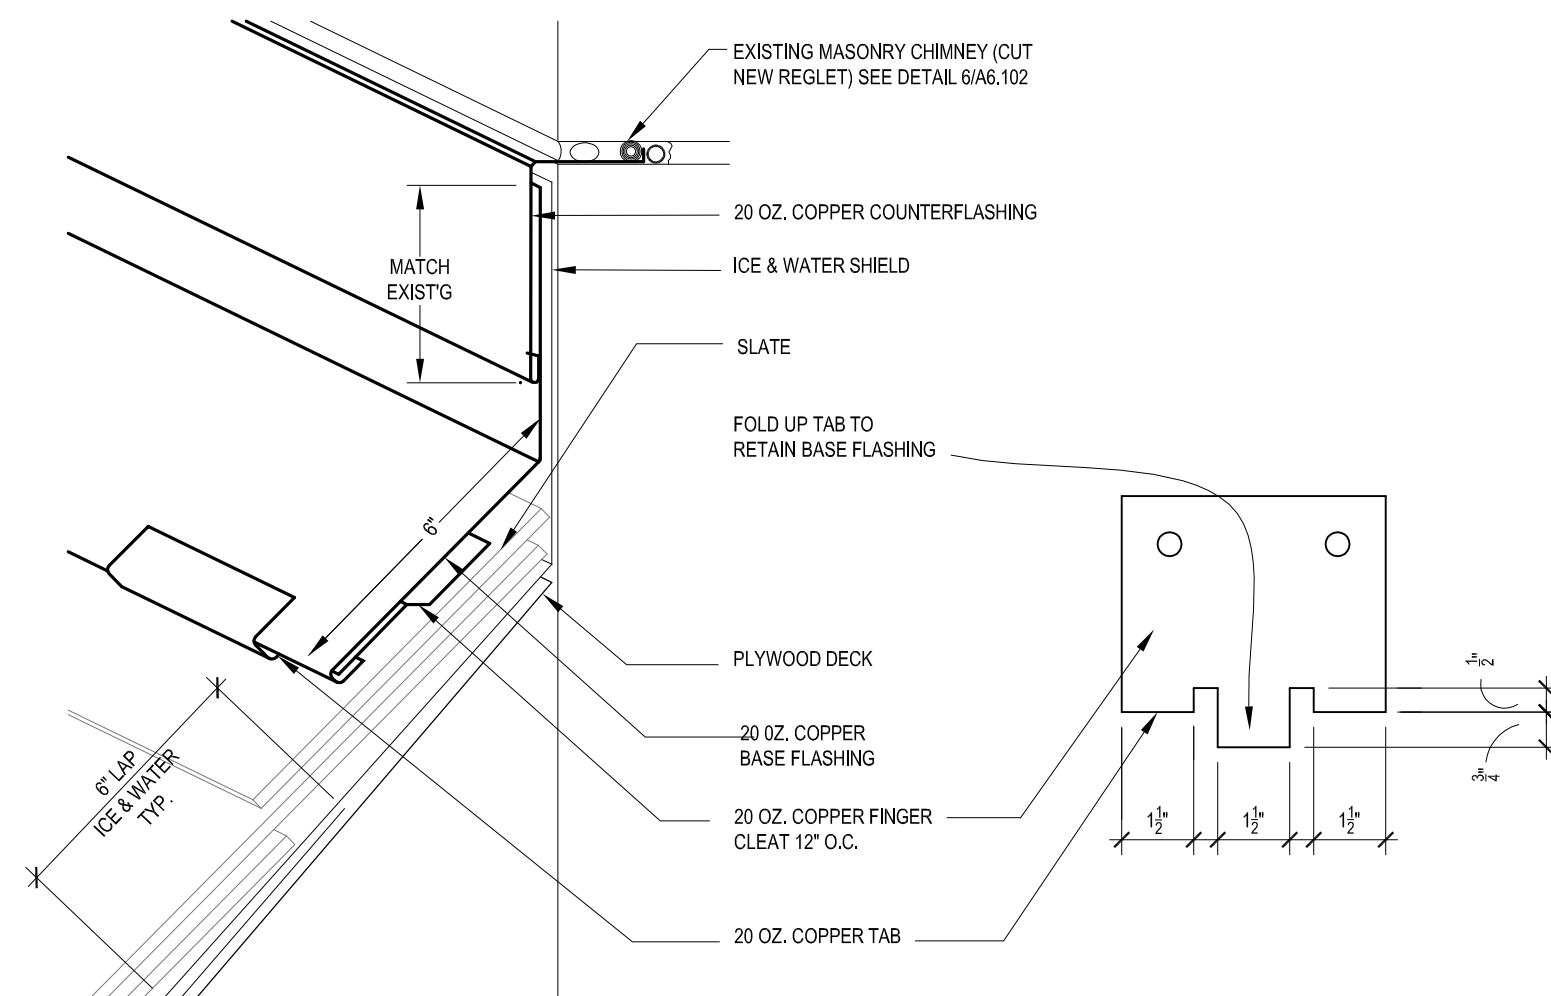 EXISTING MASONRY CHIMNEY (CUT
NEW REGLET) SEE DETAIL 6/A6.102
20 OZ. COPPER COUNTERFLASHING
MATCH
EXIST'G
ICE & WATER SHIELD
SLATE
FOLD UP TAB TO
RETAIN BASE FLASHING
6"
PLYWOOD DECK
20 0Z. COPPER
BASE FLASHING
6" LAP
ICE & WATER
TYP.
20 OZ. COPPER FINGER
CLEAT 12" O.C.
20 OZ. COPPER TAB
1/2"
3/4"
1 1/2"
1 1/2"
1 1/2"